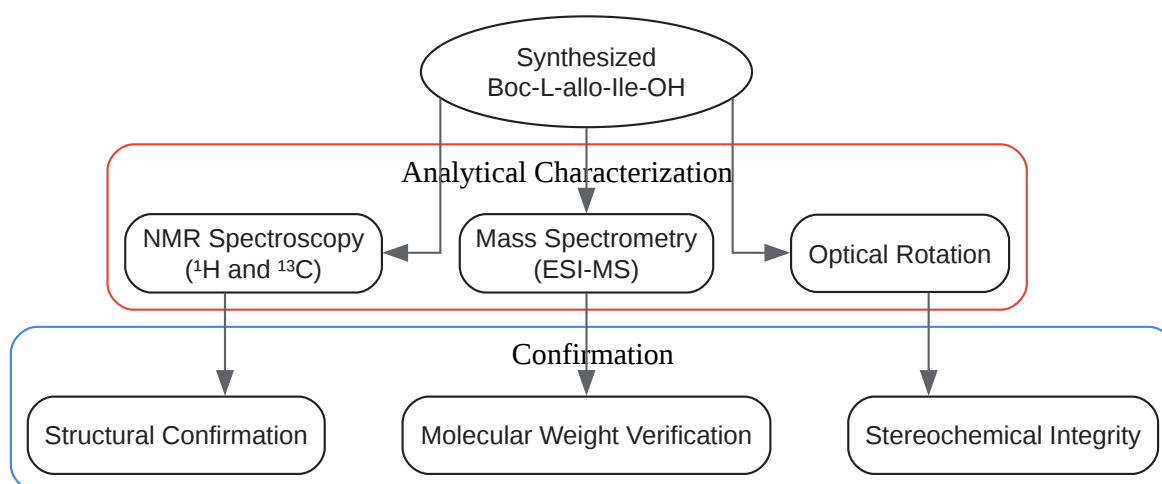 Synthesized
Boc-L-allo-Ile-OH
Analytical Characterization
NMR Spectroscopy
(¹H and ¹³C)
Mass Spectrometry
(ESI-MS)
Optical Rotation
Confirmation
Structural Confirmation
Molecular Weight Verification
Stereochemical Integrity